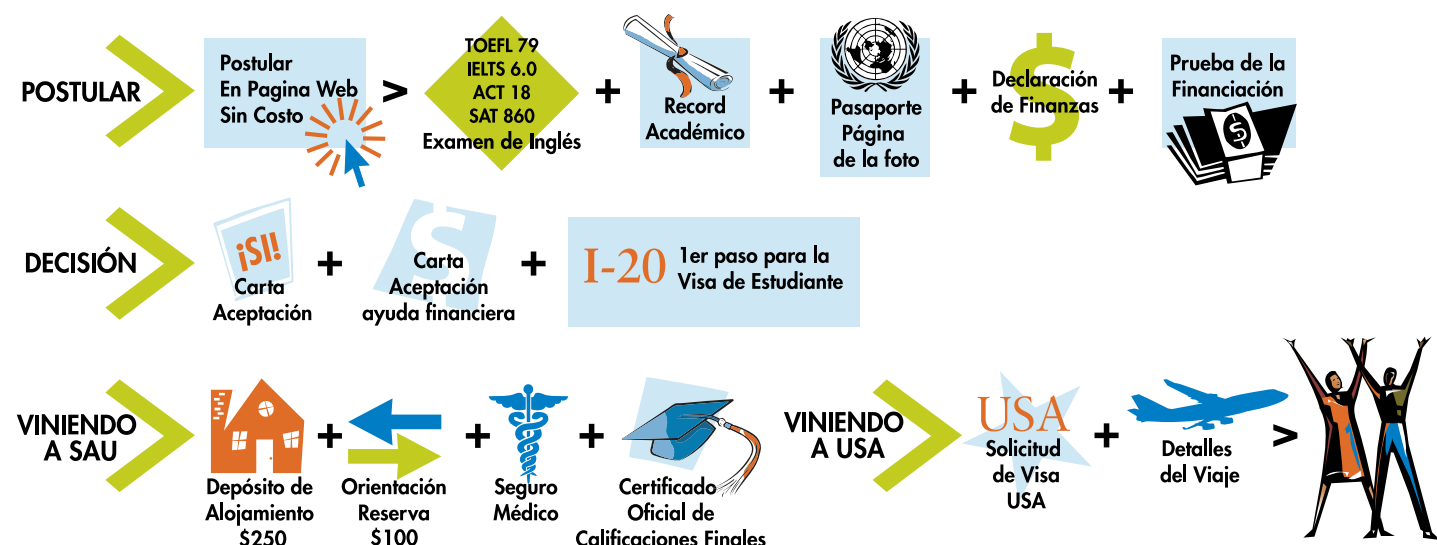 POSTULAR
Postular
En Pagina Web
Sin Costo
>
TOEFL 79
IELTS 6.0
ACT 18
SAT 860
Examen de Inglés
+
Record
Académico
+
Pasaporte
Página
de la foto
+
$
Declaración
de Finanzas
+
Prueba de la
Financiación
$
DECISIÓN
¡SI!
Carta
Aceptación
+
$
Carta
Aceptación
ayuda financiera
+
I-20
1er paso para la
Visa de Estudiante
VINIENDO
A SAU
Depósito de
Alojamiento
$250
+
Orientación
Reserva
$100
+
Seguro
Médico
+
Certificado
Oficial de
Calificaciones Finales
VINIENDO
A USA
USA
Solicitud
de Visa
USA
+
Detalles
del Viaje
>